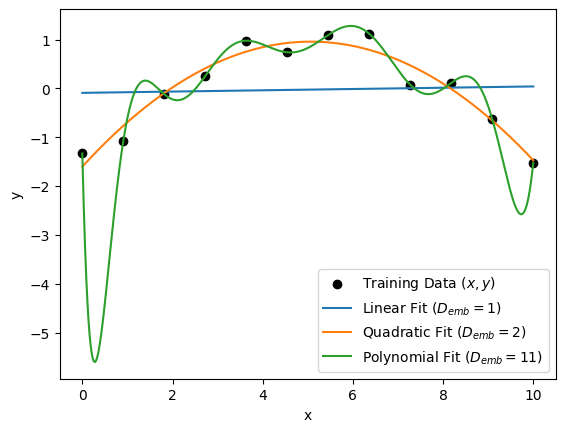 1
0
−1
−2
−3
−4
−5
y
0
2
4
6
8
10
x
Training Data (x, y)
Linear Fit (D_emb = 1)
Quadratic Fit (D_emb = 2)
Polynomial Fit (D_emb = 11)